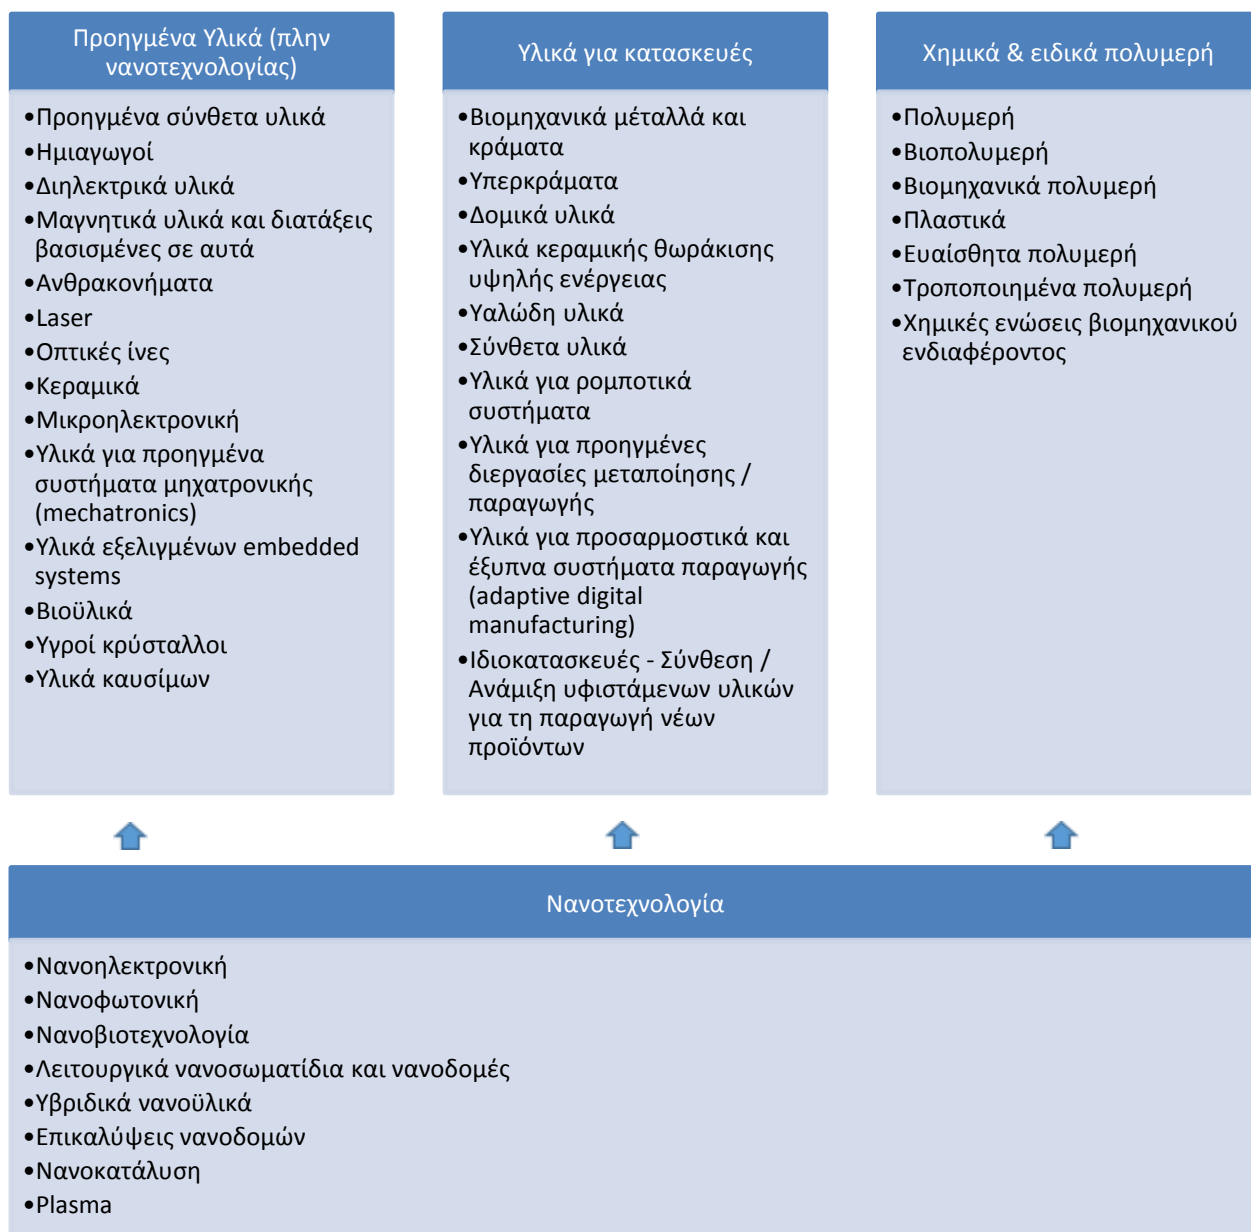 Προηγμένα Υλικά (πλην
νανοτεχνολογίας)
•Προηγμένα σύνθετα υλικά
•Ημιαγωγοί
•Διηλεκτρικά υλικά
•Μαγνητικά υλικά και διατάξεις
βασισμένες σε αυτά
•Ανθρακονήματα
•Laser
•Οπτικές ίνες
•Κεραμικά
•Μικροηλεκτρονική
•Υλικά για προηγμένα
συστήματα μηχατρονικής
(mechatronics)
•Υλικά εξελιγμένων embedded
systems
•Βιοϋλικά
•Υγροί κρύσταλλοι
•Υλικά καυσίμων
Υλικά για κατασκευές
•Βιομηχανικά μέταλλά και
κράματα
•Υπερκράματα
•Δομικά υλικά
•Υλικά κεραμικής θωράκισης
υψηλής ενέργειας
•Υαλώδη υλικά
•Σύνθετα υλικά
•Υλικά για ρομποτικά
συστήματα
•Υλικά για προηγμένες
διεργασίες μεταποίησης /
παραγωγής
•Υλικά για προσαρμοστικά και
έξυπνα συστήματα παραγωγής
(adaptive digital
manufacturing)
•Ιδιοκατασκευές - Σύνθεση /
Ανάμιξη υφιστάμενων υλικών
για τη παραγωγή νέων
προϊόντων
Χημικά & ειδικά πολυμερή
•Πολυμερή
•Βιοπολυμερή
•Βιομηχανικά πολυμερή
•Πλαστικά
•Ευαίσθητα πολυμερή
•Τροποποιημένα πολυμερή
•Χημικές ενώσεις βιομηχανικού
ενδιαφέροντος
Νανοτεχνολογία
•Νανοηλεκτρονική
•Νανοφωτονική
•Νανοβιοτεχνολογία
•Λειτουργικά νανοσωματίδια και νανοδομές
•Υβριδικά νανοϋλικά
•Επικαλύψεις νανοδομών
•Νανοκατάλυση
•Plasma